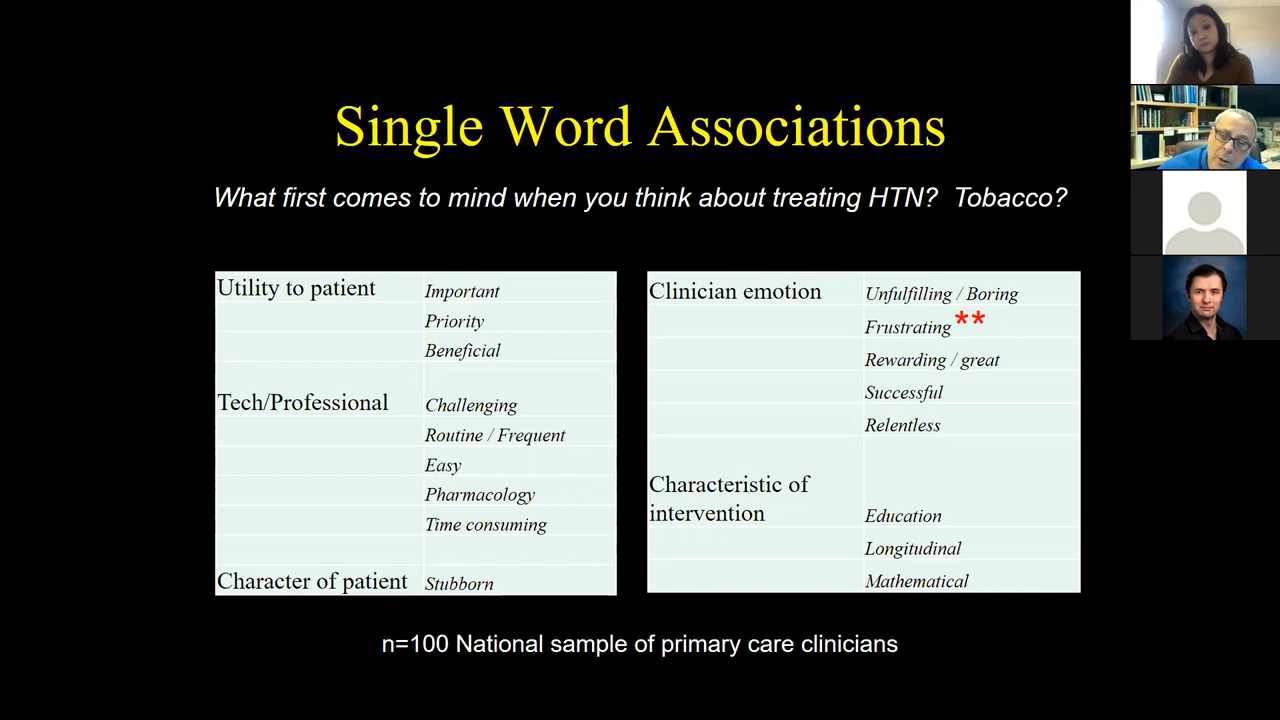 Single Word Associations
What first comes to mind when you think about treating HTN? Tobacco?
Utility to patient Important
Priority
Beneficial
Tech/Professional Challenging
Routine / Frequent
Easy
Pharmacology
Time consuming
Character of patient Stubborn
Clinician emotion Unfulfilling / Boring
Frustrating **
Rewarding / great
Successful
Relentless
Characteristic of
intervention Education
Longitudinal
Mathematical
n=100 National sample of primary care clinicians